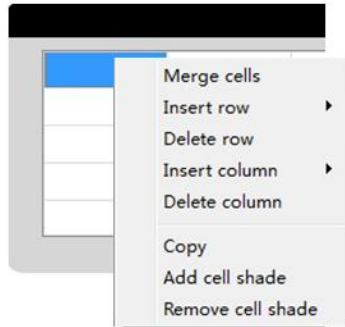 Merge cells
Insert row
Delete row
Insert column
Delete column
Copy
Add cell shade
Remove cell shade